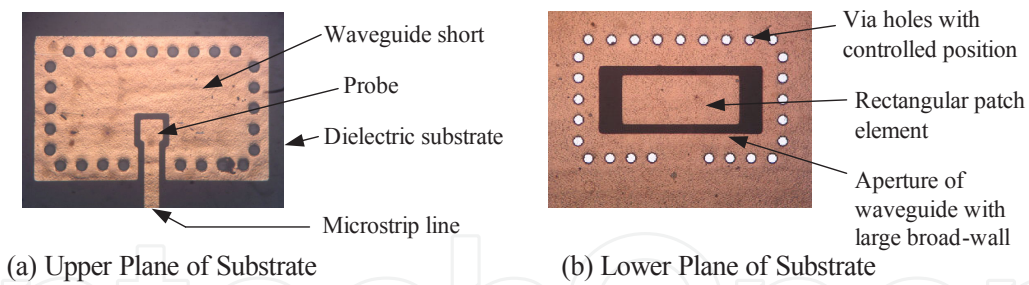 Waveguide short
Probe
Dielectric substrate
Microstrip line
(a) Upper Plane of Substrate
Via holes with
controlled position
Rectangular patch
element
Aperture of
waveguide with
large broad-wall
(b) Lower Plane of Substrate